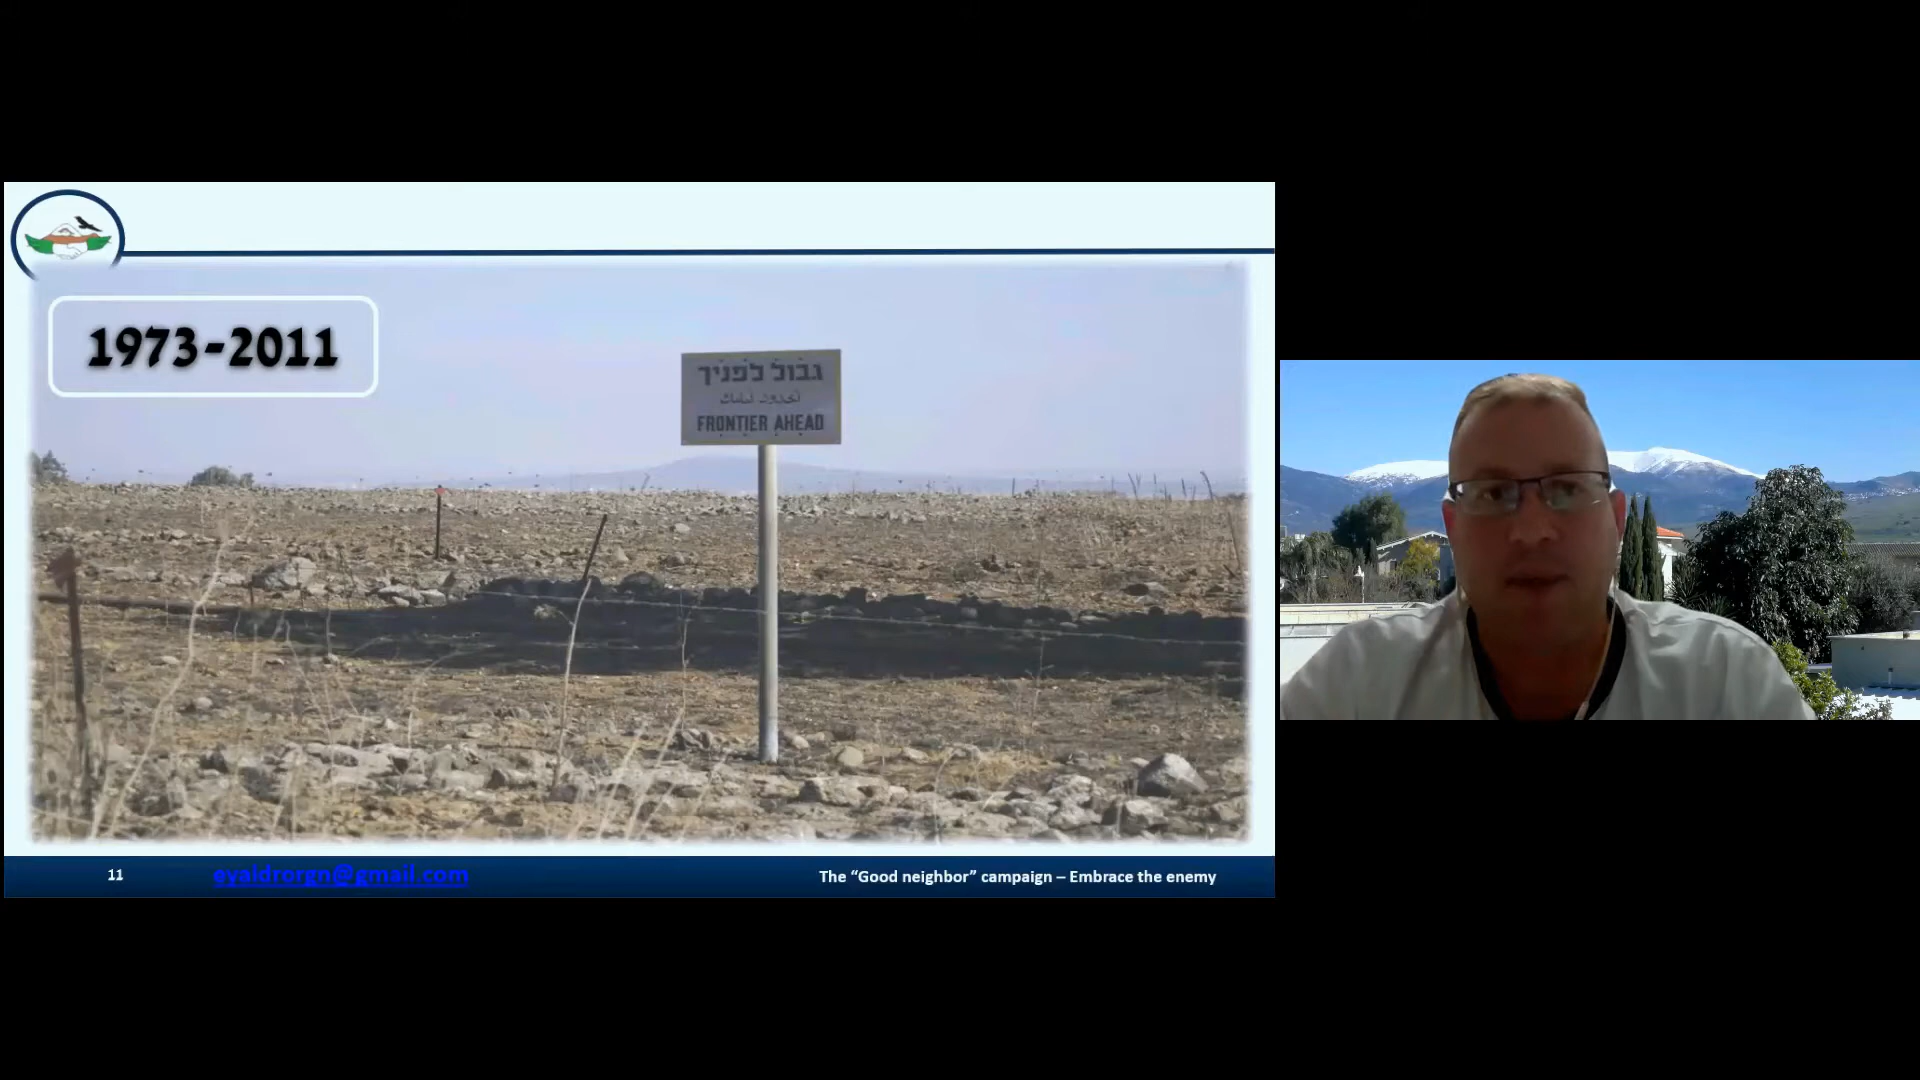 1973-2011
גבול לפניך
FRONTIER AHEAD
11
eyaldrorgn@gmail.com
The “Good neighbor” campaign – Embrace the enemy